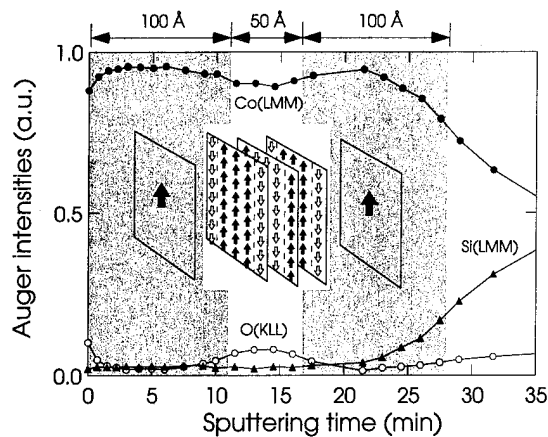 100 Å 50 Å 100 Å
1.0
Co(LMM)
Auger intensities (a.u.)
0.5
Si(LMM)
O(KLL)
0.0
0 5 10 15 20 25 30 35
Sputtering time (min)